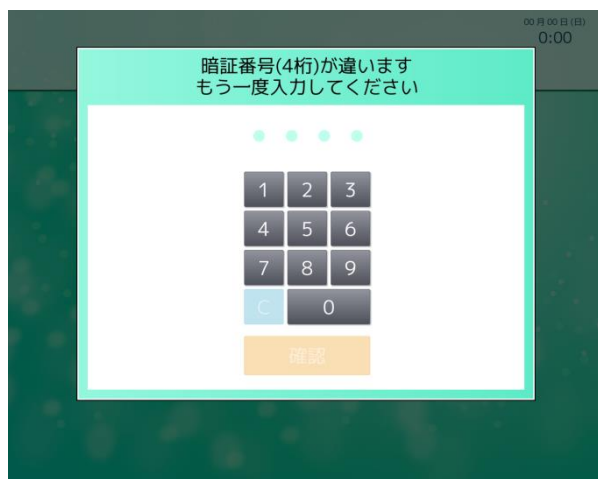 00月00日(日)
0:00
暗証番号(4桁)が違います
もう一度入力してください
1 2 3
4 5 6
7 8 9
C 0
確認